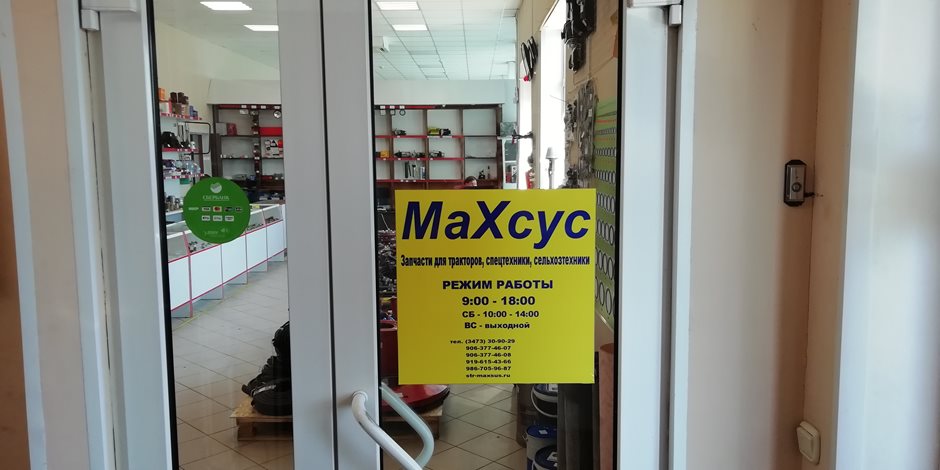 СБЕРБАНК
МаХсус
Запчасти для тракторов, спецтехники, сельхозтехники
РЕЖИМ РАБОТЫ
9:00 - 18:00
СБ - 10:00 - 14:00
ВС - выходной
тел. (3473) 30-90-29
906-377-46-07
906-377-46-08
919-615-43-66
986-705-96-87
str-maxsus.ru